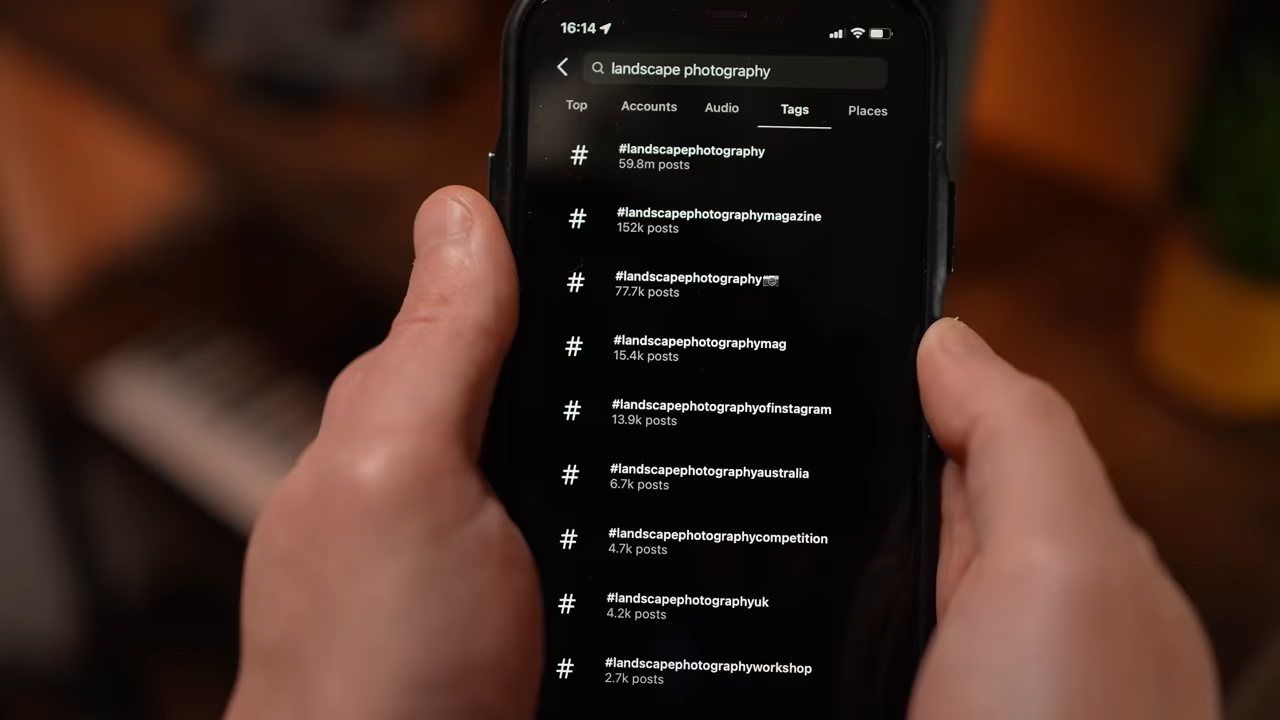 16:14
landscape photography
Top Accounts Audio Tags Places
# #landscapephotography
59.8m posts
# #landscapephotographymagazine
152k posts
# #landscapephotography📷
77.7k posts
# #landscapephotographymag
15.4k posts
# #landscapephotographyofinstagram
13.9k posts
# #landscapephotographyaustralia
6.7k posts
# #landscapephotographycompetition
4.7k posts
# #landscapephotographyuk
4.2k posts
# #landscapephotographyworkshop
2.7k posts